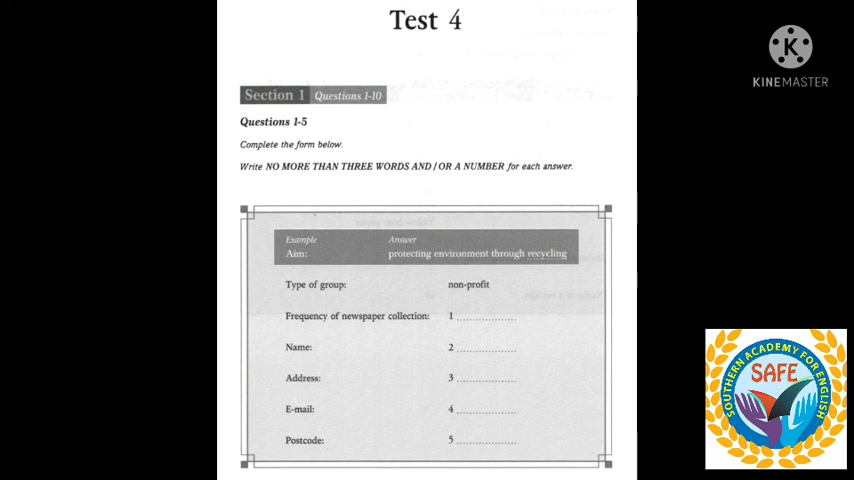 Test 4
K
KINEMASTER
Section 1 Questions 1-10
Questions 1-5
Complete the form below.
Write NO MORE THAN THREE WORDS AND / OR A NUMBER for each answer.
Example Answer
Aim: protecting environment through recycling
Type of group: non-profit
Frequency of newspaper collection: 1 ....................
Name: 2 ....................
Address: 3 ....................
E-mail: 4 ....................
Postcode: 5 ....................
SOUTHERN ACADEMY FOR ENGLISH
SAFE